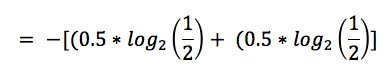 = −[(0.5 * log₂(1/2) + (0.5 * log₂(1/2)]